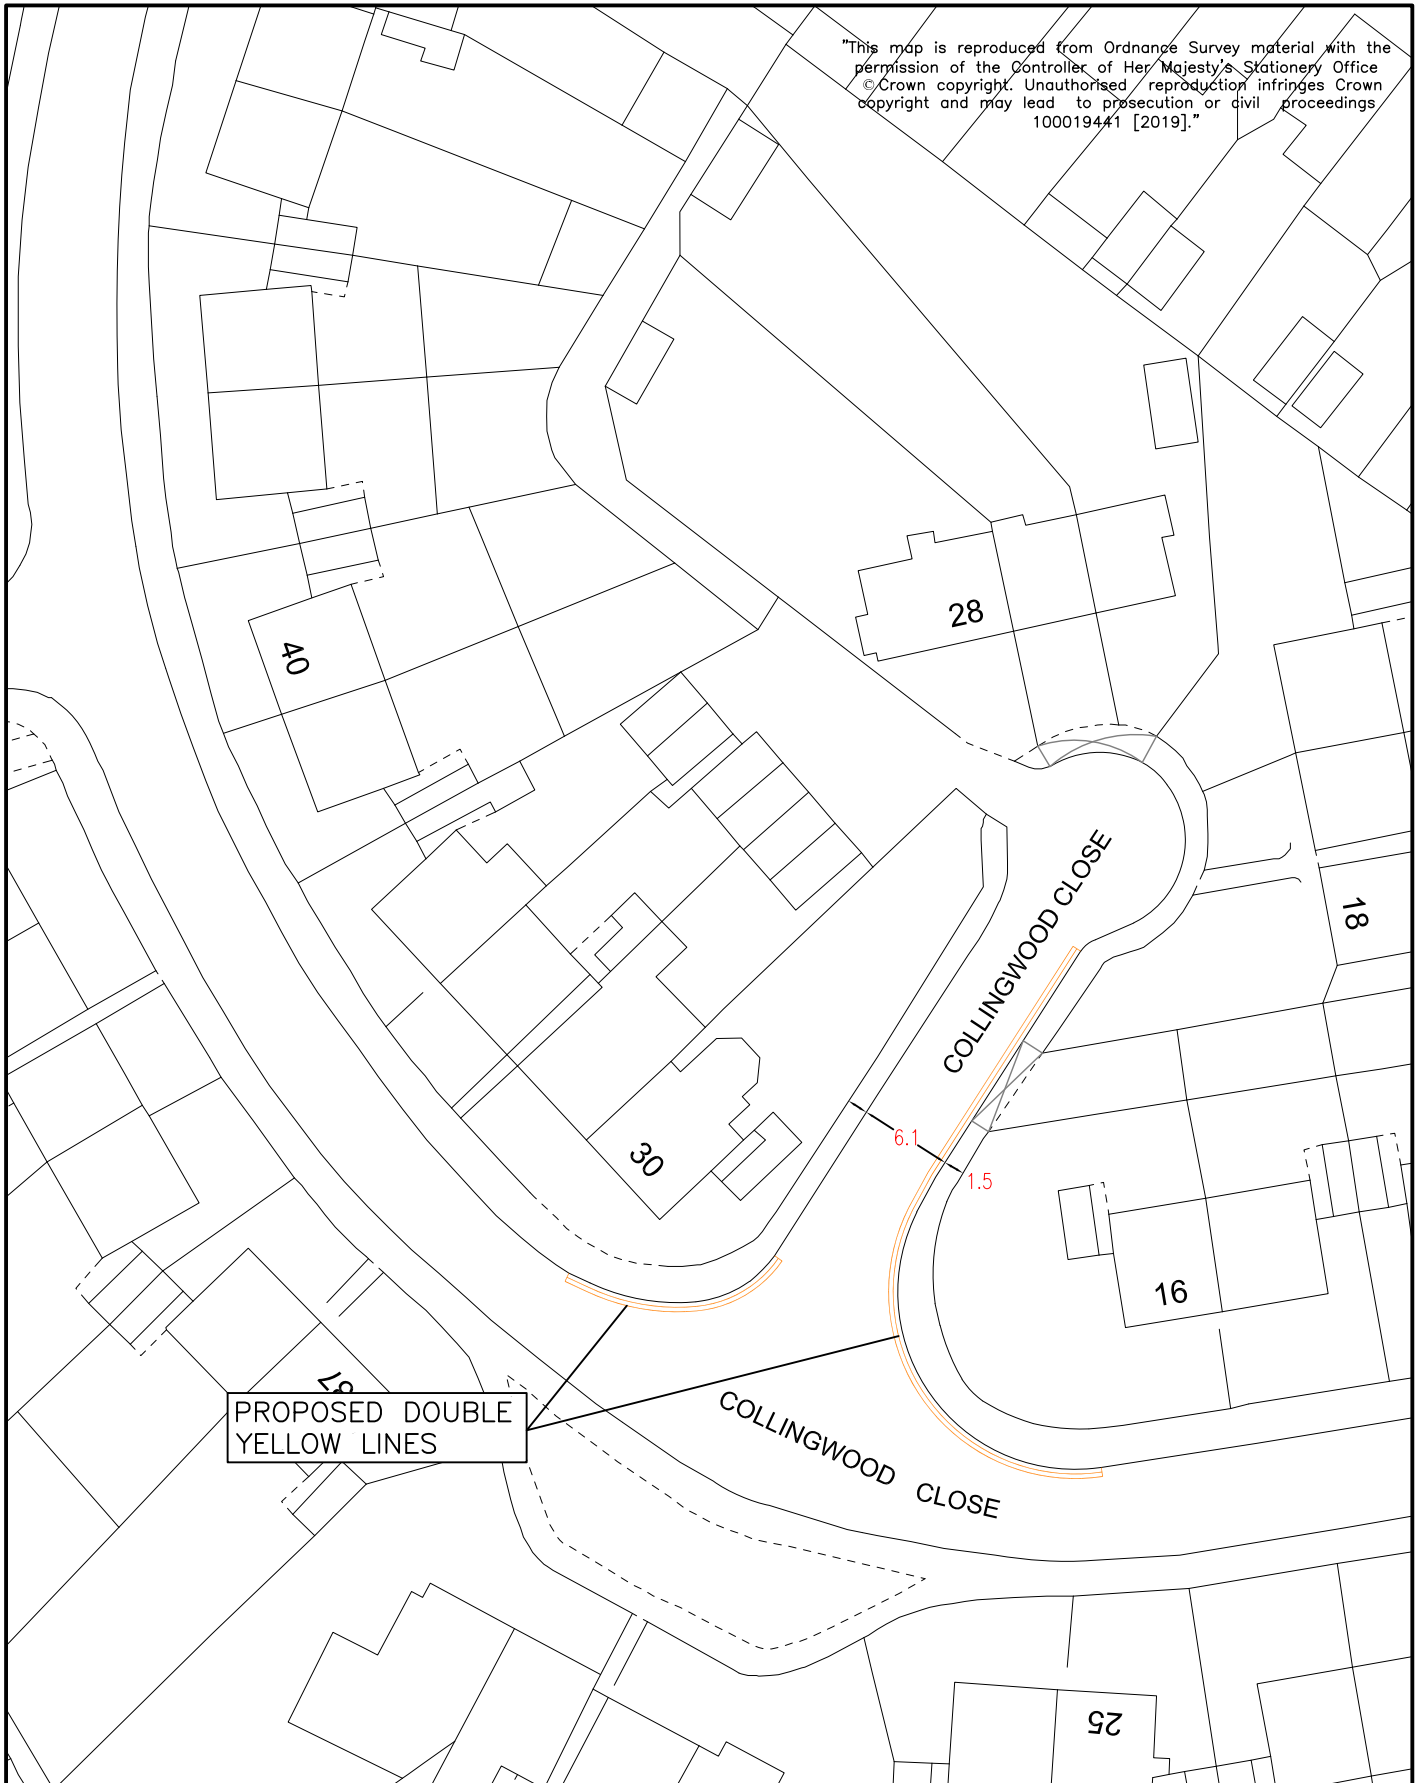 "This map is reproduced from Ordnance Survey material with the
permission of the Controller of Her Majesty's Stationery Office
© Crown copyright. Unauthorised reproduction infringes Crown
copyright and may lead to prosecution or civil proceedings
100019441 [2019]."
28
40
COLLINGWOOD CLOSE
18
6.1
1.5
30
16
PROPOSED DOUBLE
YELLOW LINES
COLLINGWOOD CLOSE
25